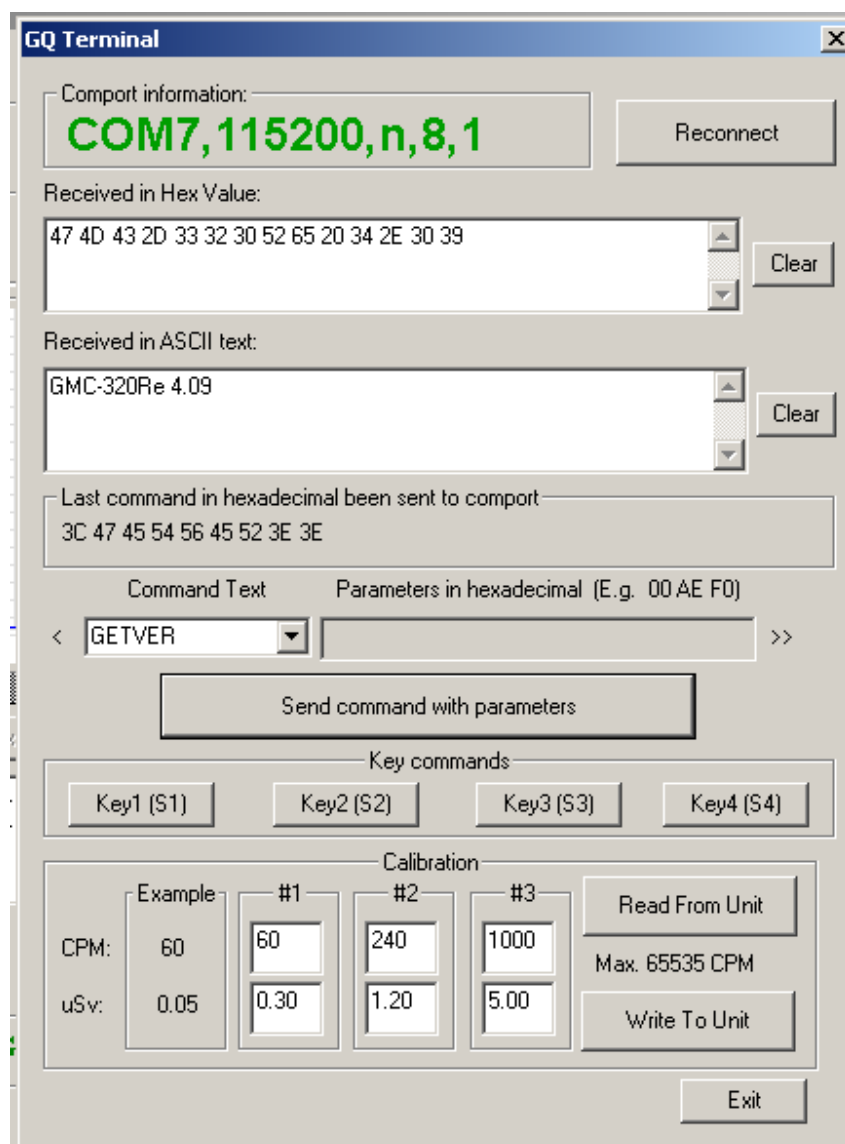 GQ Terminal
Comport information:
COM7,115200,n,8,1
Reconnect
Received in Hex Value:
47 4D 43 2D 33 32 30 52 65 20 34 2E 30 39
Clear
Received in ASCII text:
GMC-320Re 4.09
Clear
Last command in hexadecimal been sent to comport
3C 47 45 54 56 45 52 3E 3E
Command Text Parameters in hexadecimal (E.g. 00 AE F0)
< GETVER >>
Send command with parameters
Key commands
Key1 (S1) Key2 (S2) Key3 (S3) Key4 (S4)
Calibration
Example #1 #2 #3 Read From Unit
CPM: 60 60 240 1000
Max. 65535 CPM
uSv: 0.05 0.30 1.20 5.00
Write To Unit
Exit